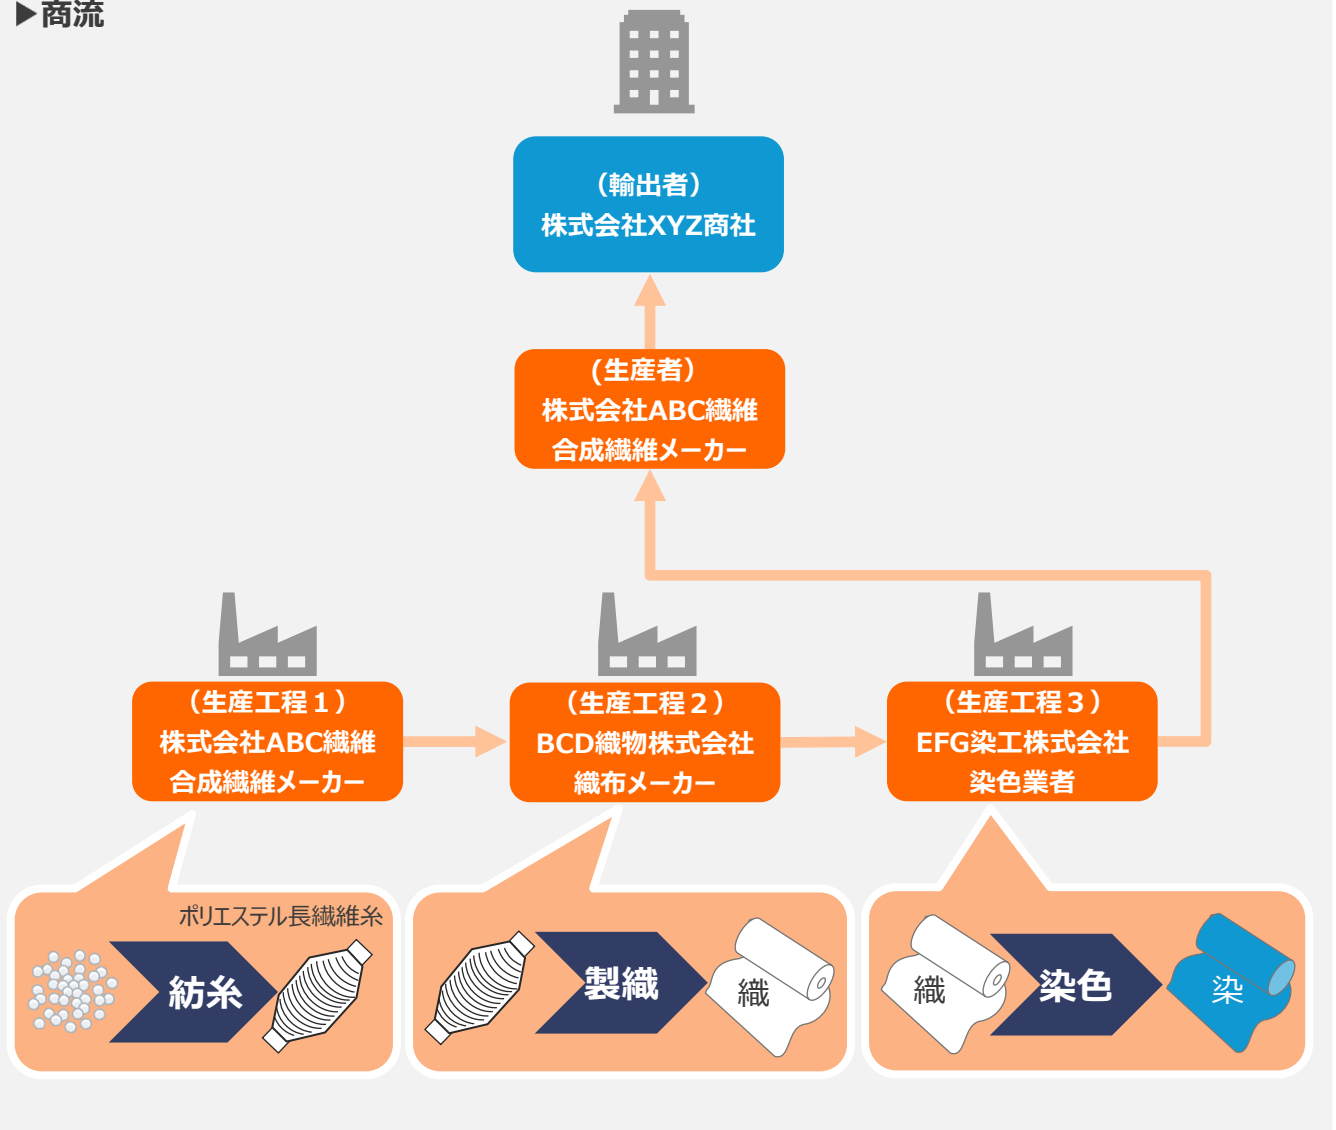 ▶商流
（輸出者）
株式会社XYZ商社
(生産者）
株式会社ABC繊維
合成繊維メーカー
（生産工程１）
株式会社ABC繊維
合成繊維メーカー
（生産工程２）
BCD織物株式会社
織布メーカー
（生産工程３）
EFG染工株式会社
染色業者
ポリエステル長繊維糸
紡糸
製織
織
織
染色
染